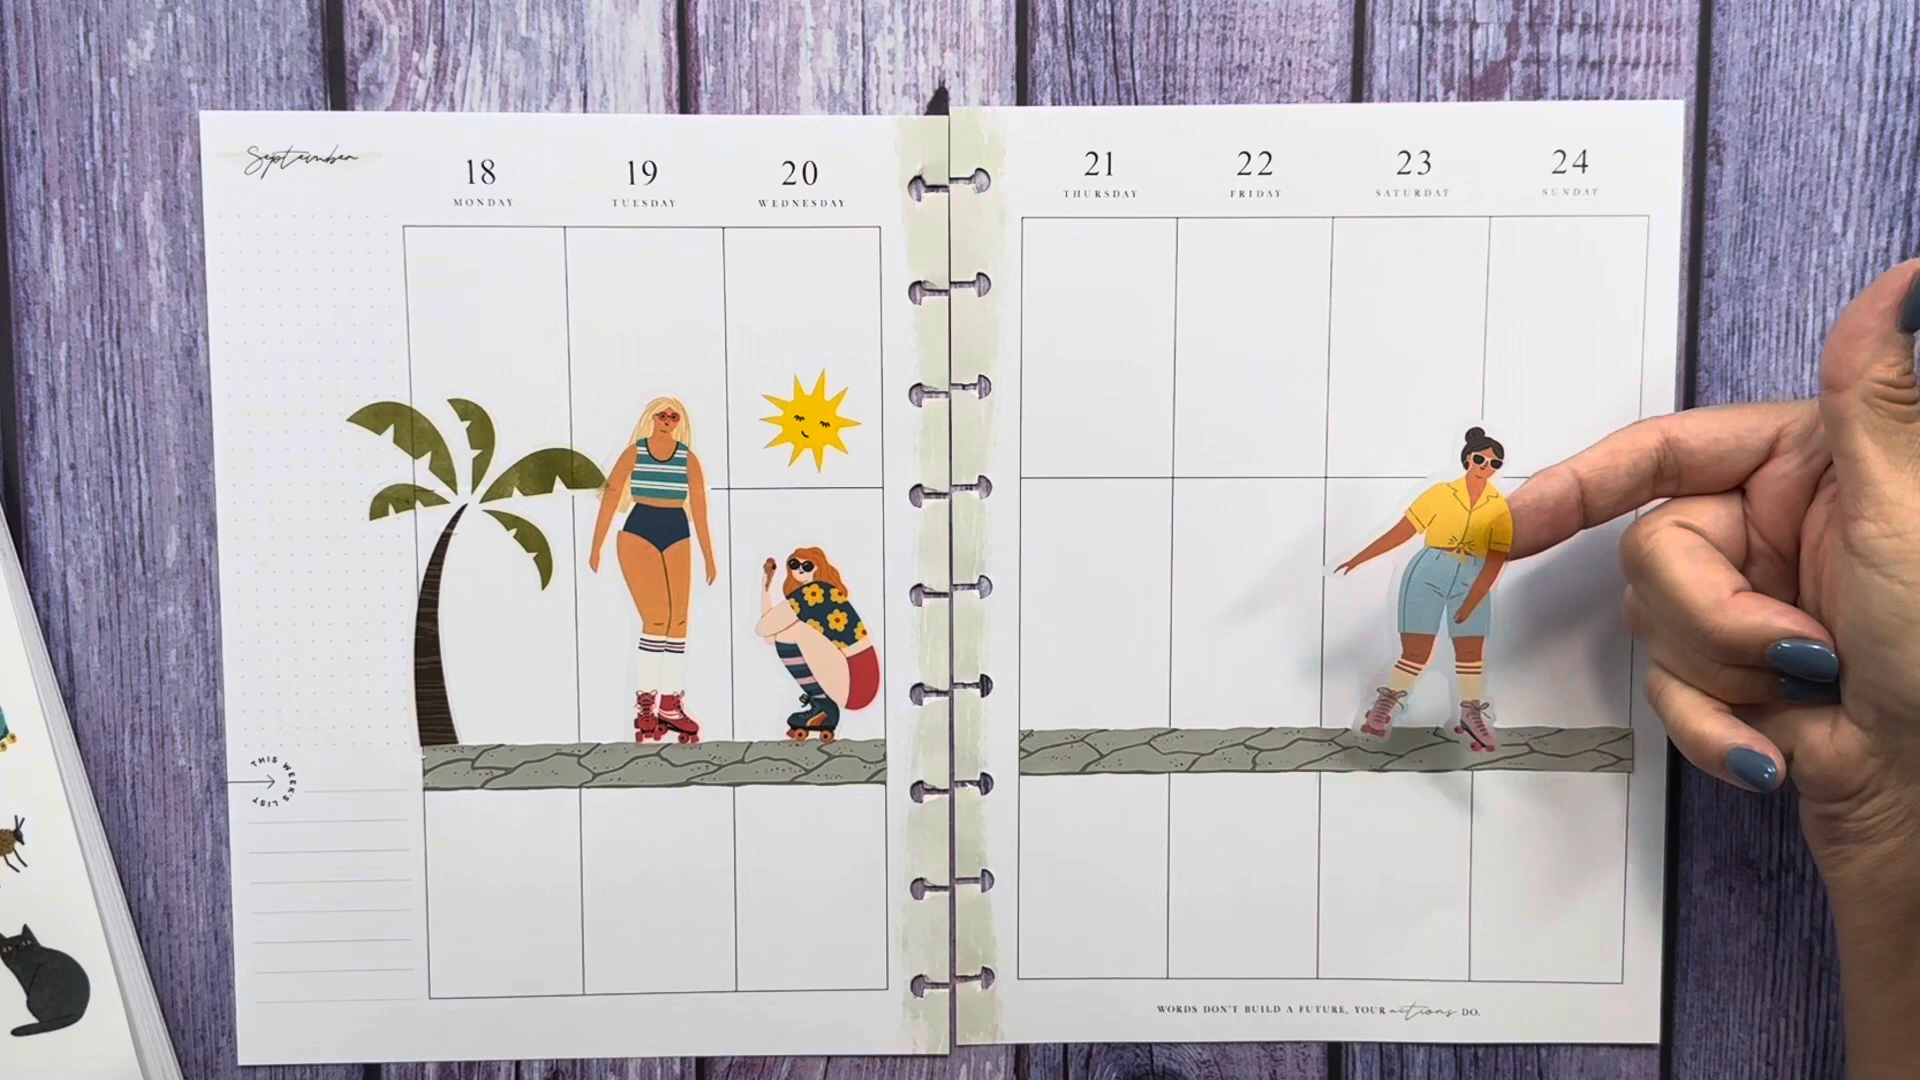 September
18
MONDAY
19
TUESDAY
20
WEDNESDAY
21
THURSDAY
22
FRIDAY
23
SATURDAY
24
SUNDAY
THIS WEEK'S LIST
WORDS DON'T BUILD A FUTURE, YOUR actions DO.